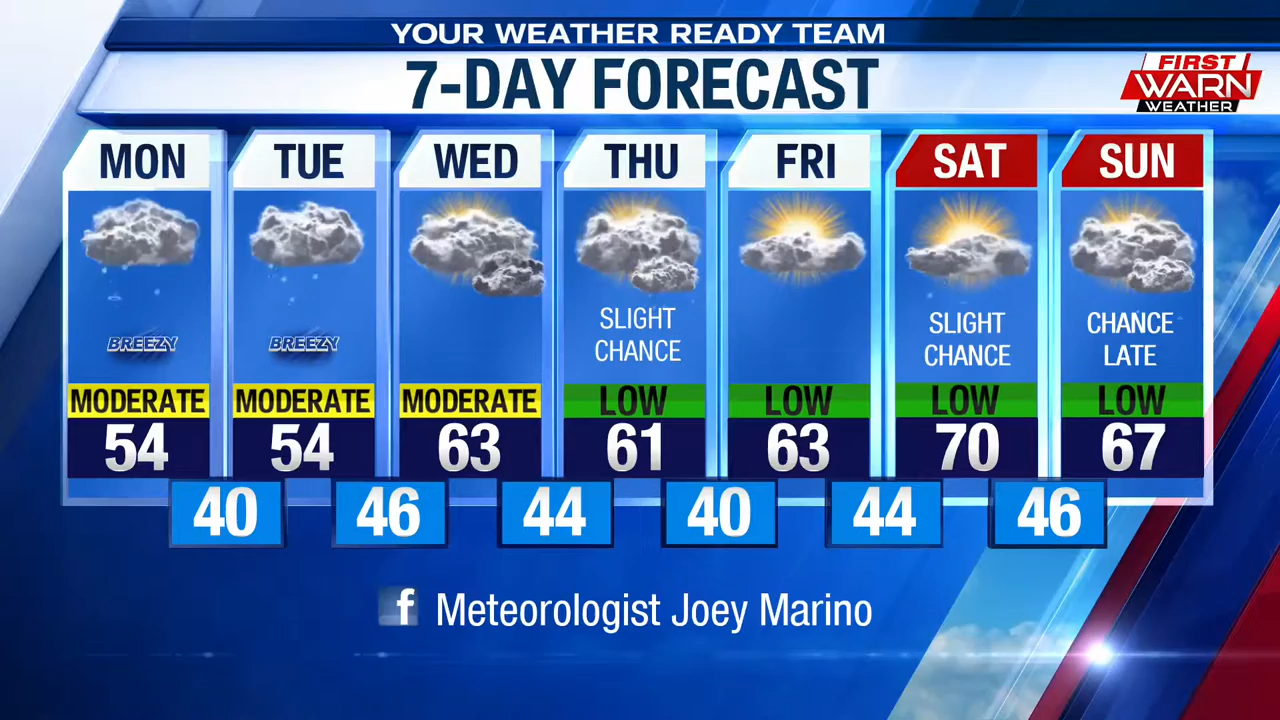 YOUR WEATHER READY TEAM
7-DAY FORECAST
FIRST
WARN
WEATHER
MON TUE WED THU FRI SAT SUN
BREEZY BREEZY
SLIGHT CHANCE
SLIGHT CHANCE
CHANCE LATE
MODERATE MODERATE MODERATE LOW LOW LOW LOW
54 54 63 61 63 70 67
40 46 44 40 44 46
f Meteorologist Joey Marino